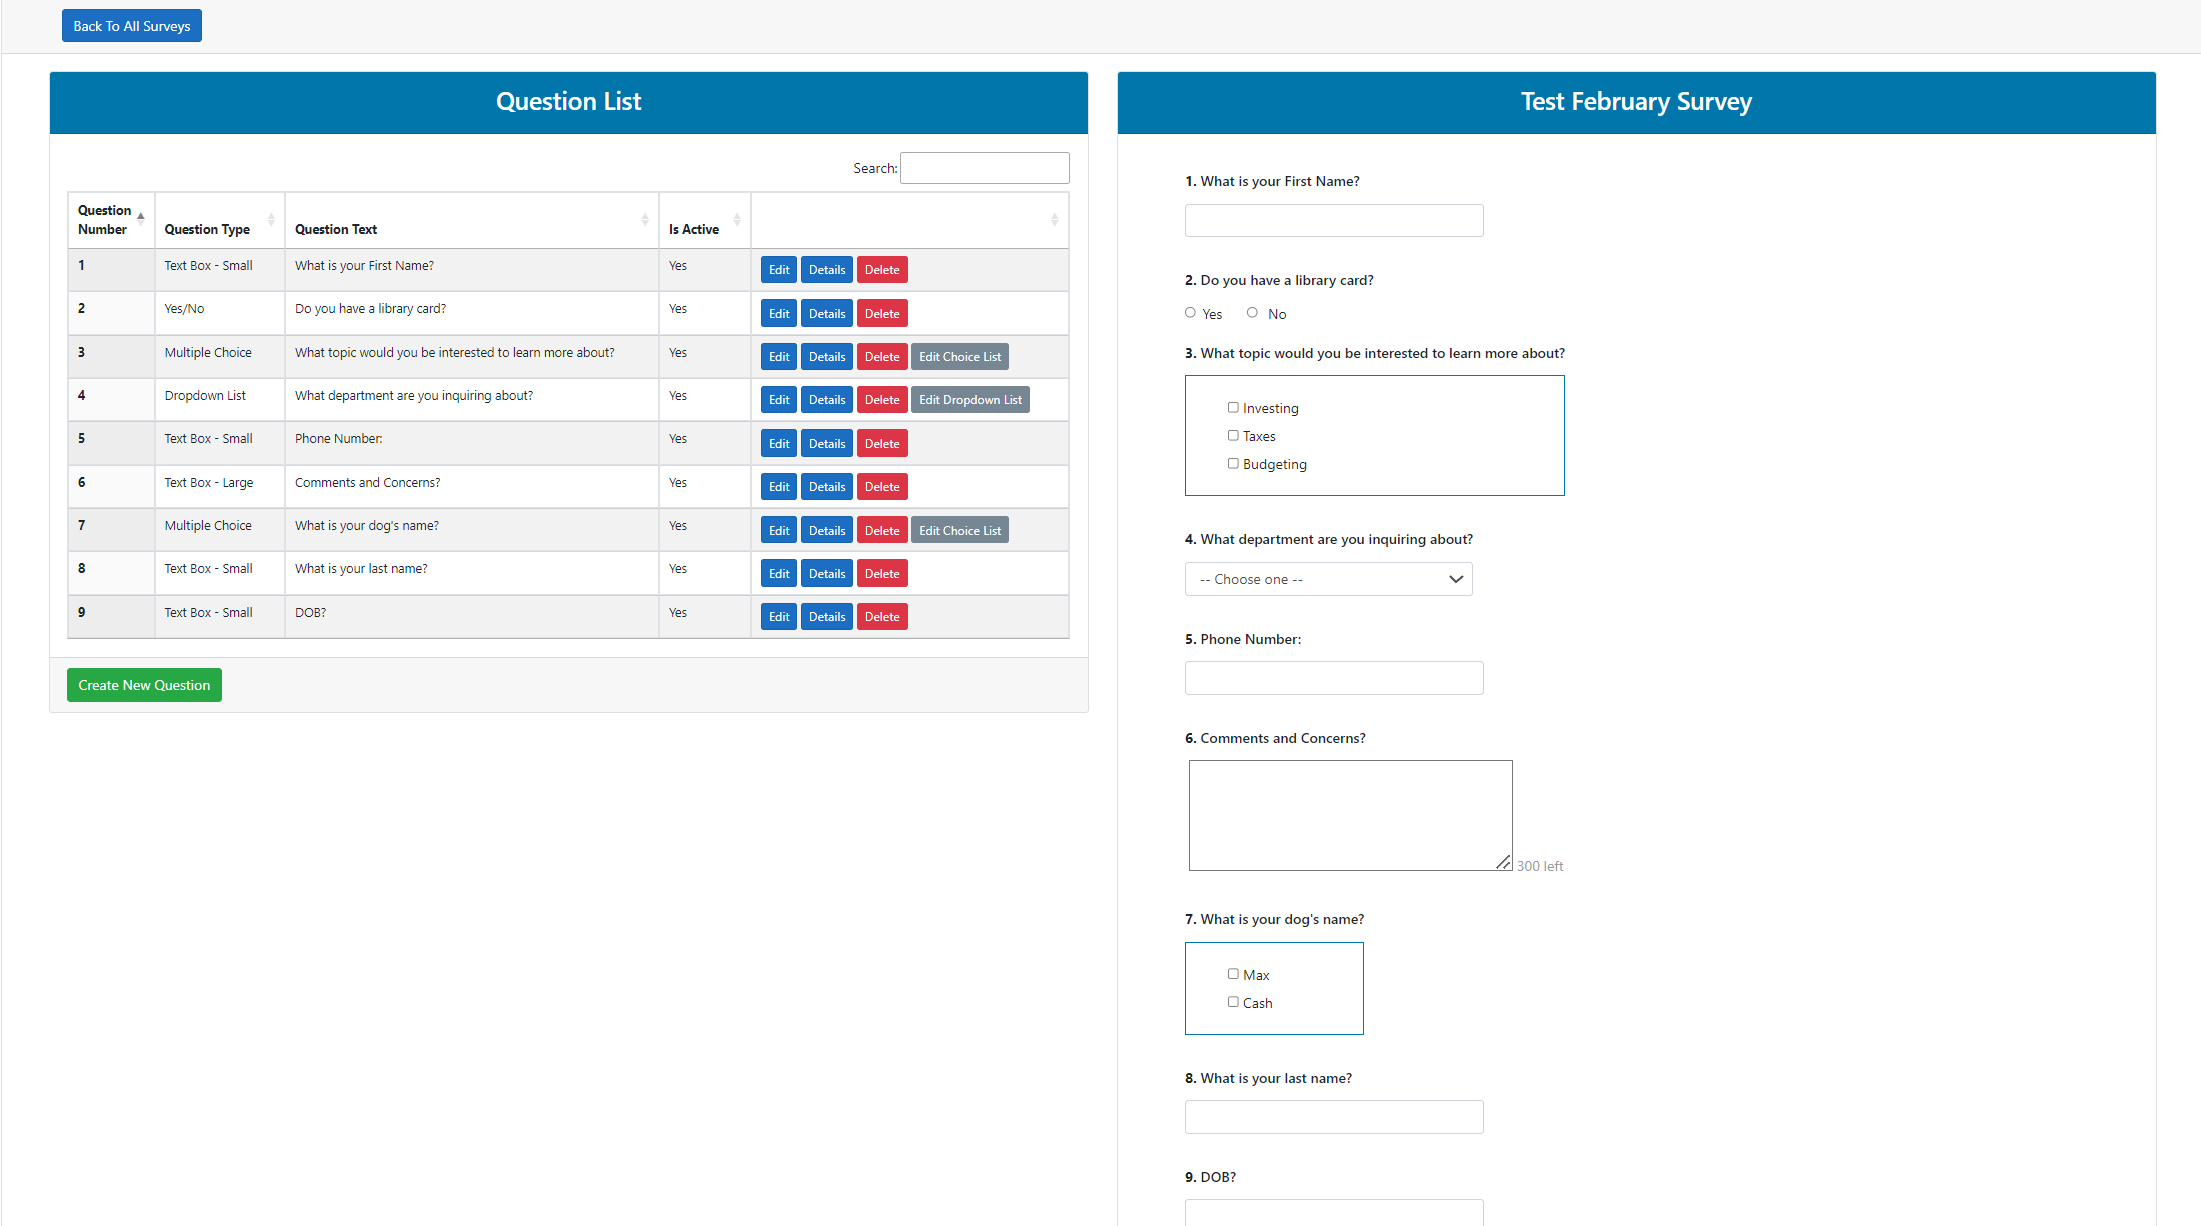 Back To All Surveys
Question List
Search:
Question Number Question Type Question Text Is Active
1 Text Box - Small What is your First Name? Yes Edit Details Delete
2 Yes/No Do you have a library card? Yes Edit Details Delete
3 Multiple Choice What topic would you be interested to learn more about? Yes Edit Details Delete Edit Choice List
4 Dropdown List What department are you inquiring about? Yes Edit Details Delete Edit Dropdown List
5 Text Box - Small Phone Number: Yes Edit Details Delete
6 Text Box - Large Comments and Concerns? Yes Edit Details Delete
7 Multiple Choice What is your dog's name? Yes Edit Details Delete Edit Choice List
8 Text Box - Small What is your last name? Yes Edit Details Delete
9 Text Box - Small DOB? Yes Edit Details Delete
Create New Question
Test February Survey
1. What is your First Name?
2. Do you have a library card?
Yes No
3. What topic would you be interested to learn more about?
Investing
Taxes
Budgeting
4. What department are you inquiring about?
-- Choose one --
5. Phone Number:
6. Comments and Concerns?
300 left
7. What is your dog's name?
Max
Cash
8. What is your last name?
9. DOB?